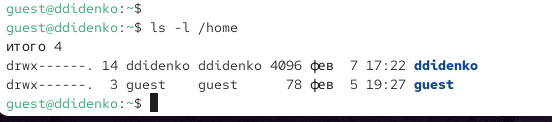 guest@ddidenko:~$
guest@ddidenko:~$ ls -l /home
итого 4
drwx------. 14 ddidenko ddidenko 4096 фев  7 17:22 ddidenko
drwx------.  3 guest    guest      78 фев  5 19:27 guest
guest@ddidenko:~$